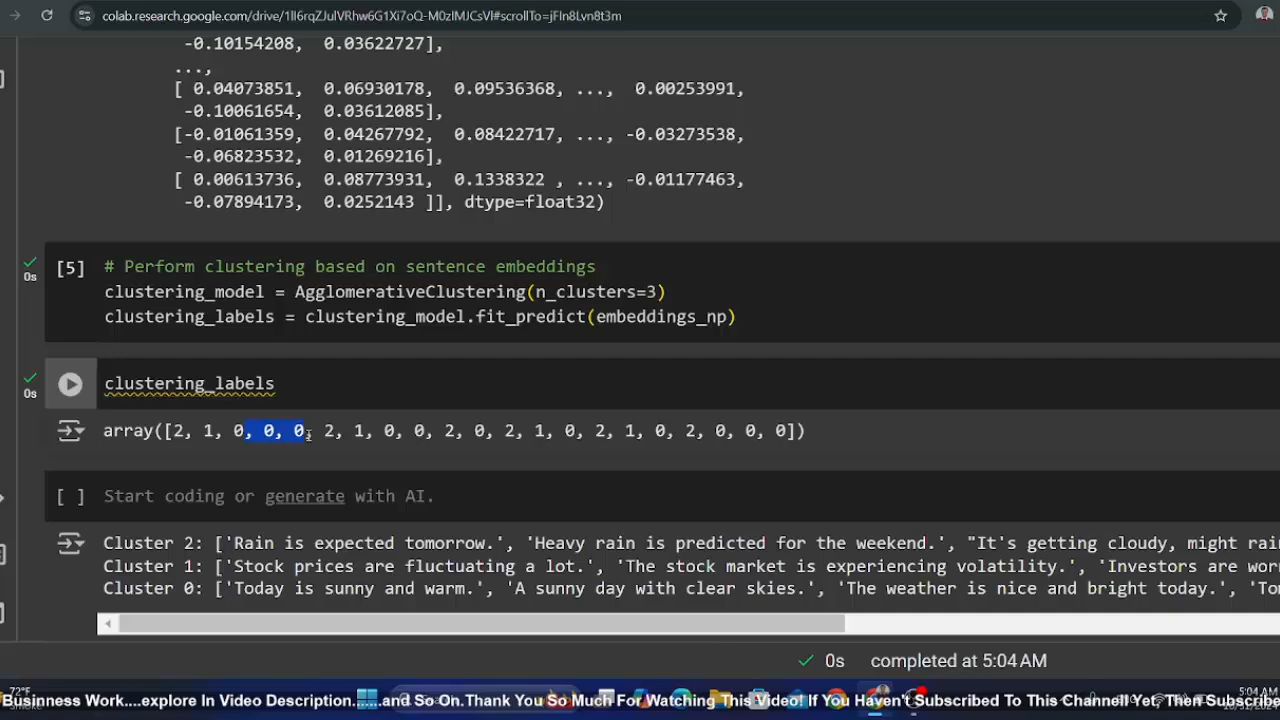 colab.research.google.com/drive/1lI6rqZJulVRhw6G1Xi7oQ-M0zIMJCsVl#scrollTo=jFln8Lvn8t3m
-0.10154208, 0.03622727],
...,
[ 0.04073851, 0.06930178, 0.09536368, ..., 0.00253991,
-0.10061654, 0.03612085],
[-0.01061359, 0.04267792, 0.08422717, ..., -0.03273538,
-0.06823532, 0.01269216],
[ 0.00613736, 0.08773931, 0.1338322 , ..., -0.01177463,
-0.07894173, 0.0252143 ]], dtype=float32)
0s
[5] # Perform clustering based on sentence embeddings
clustering_model = AgglomerativeClustering(n_clusters=3)
clustering_labels = clustering_model.fit_predict(embeddings_np)
0s
clustering_labels
array([2, 1, 0, 0, 0, 2, 1, 0, 0, 2, 0, 2, 1, 0, 2, 1, 0, 2, 0, 0, 0])
[ ] Start coding or generate with AI.
Cluster 2: ['Rain is expected tomorrow.', 'Heavy rain is predicted for the weekend.', "It's getting cloudy, might rain
Cluster 1: ['Stock prices are fluctuating a lot.', 'The stock market is experiencing volatility.', 'Investors are wor
Cluster 0: ['Today is sunny and warm.', 'A sunny day with clear skies.', 'The weather is nice and bright today.', 'To
0s completed at 5:04 AM
72°F
5:04 AM
Businness Work....explore In Video Description.....and So On.Thank You So Much For Watching This Video! If You Haven't Subscribed To This Channel Yet, Then Subscribe